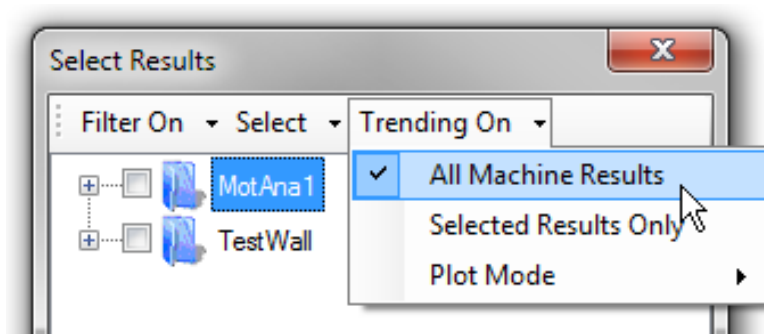 Select Results
Filter On Select Trending On
MotAna1
All Machine Results
TestWall
Selected Results Only
Plot Mode